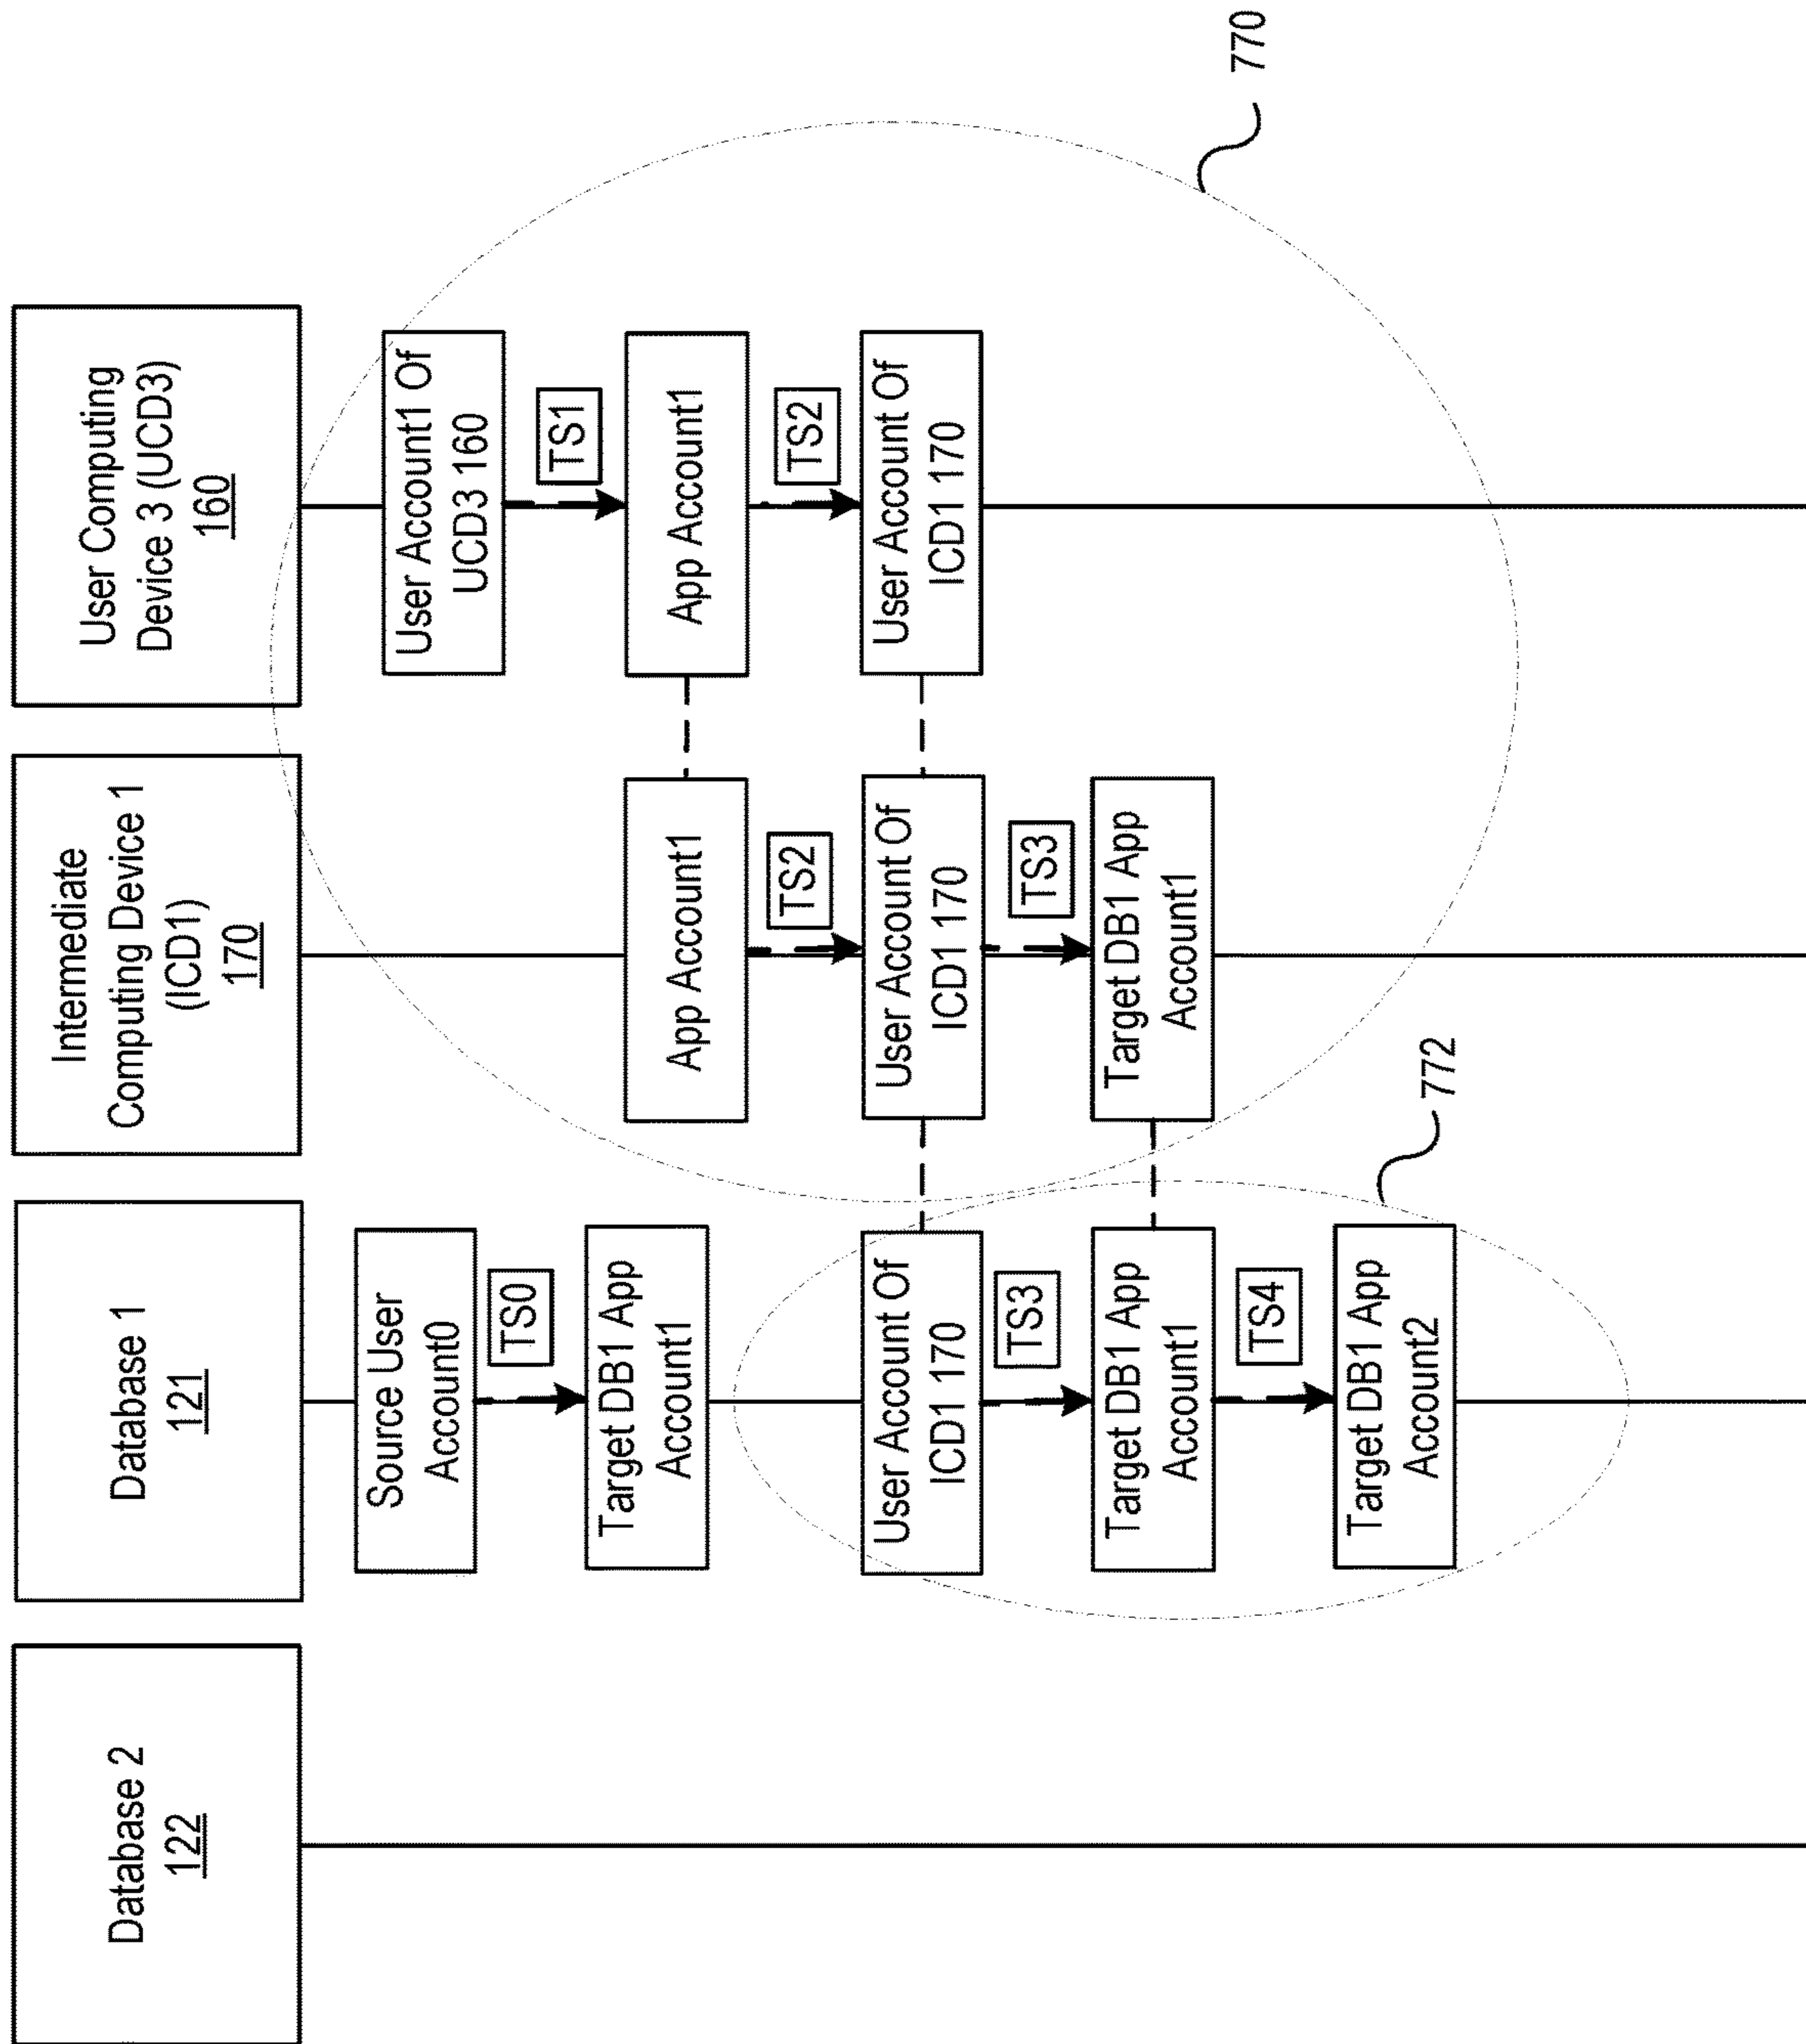 Database 2
122
Database 1
121
Intermediate
Computing Device 1
(ICD1)
170
User Computing
Device 3 (UCD3)
160
Source User
Account0
TS0
Target DB1 App
Account1
User Account Of
ICD1 170
TS3
Target DB1 App
Account1
TS4
Target DB1 App
Account2
App Account1
TS2
User Account Of
ICD1 170
TS3
Target DB1 App
Account1
User Account1 Of
UCD3 160
TS1
App Account1
TS2
User Account Of
ICD1 170
772
770